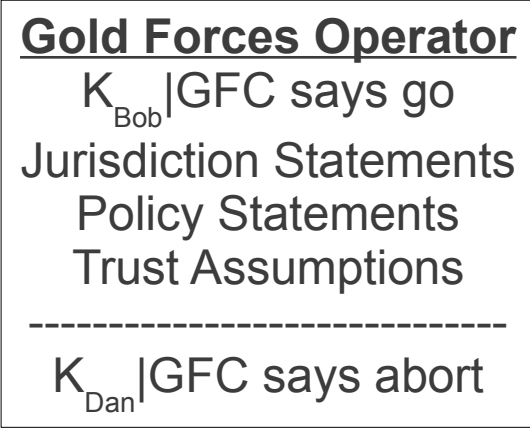 Gold Forces Operator
K_Bob|GFC says go
Jurisdiction Statements
Policy Statements
Trust Assumptions
------------------------------
K_Dan|GFC says abort